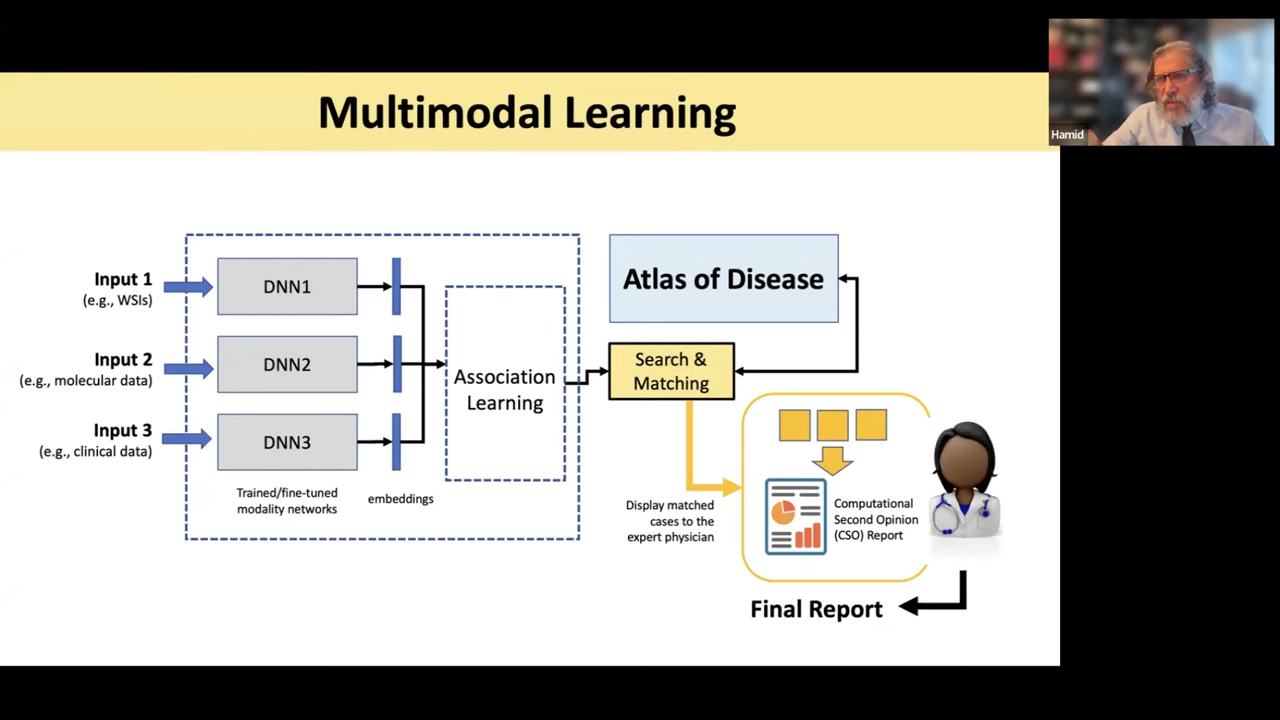 Multimodal Learning
Hamid
Input 1
(e.g., WSIs)
DNN1
Input 2
(e.g., molecular data)
DNN2
Input 3
(e.g., clinical data)
DNN3
Trained/fine-tuned
modality networks
embeddings
Association
Learning
Atlas of Disease
Search &
Matching
Display matched
cases to the
expert physician
Computational
Second Opinion
(CSO) Report
Final Report